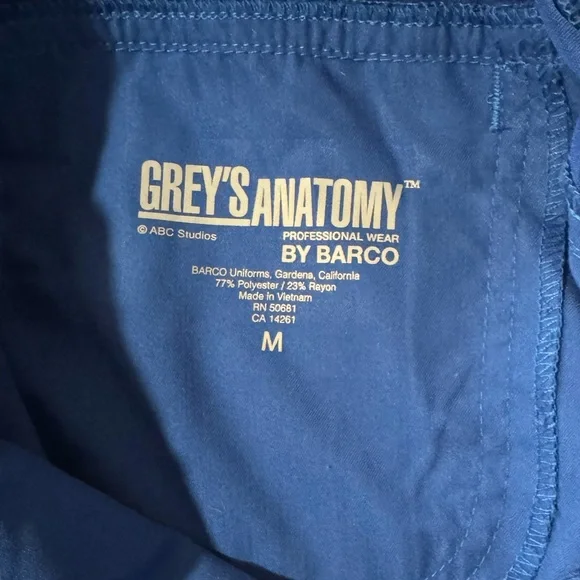 GREY'S ANATOMY™
© ABC Studios
PROFESSIONAL WEAR
BY BARCO
BARCO Uniforms, Gardena, California
77% Polyester / 23% Rayon
Made in Vietnam
RN 50681
CA 14261
M